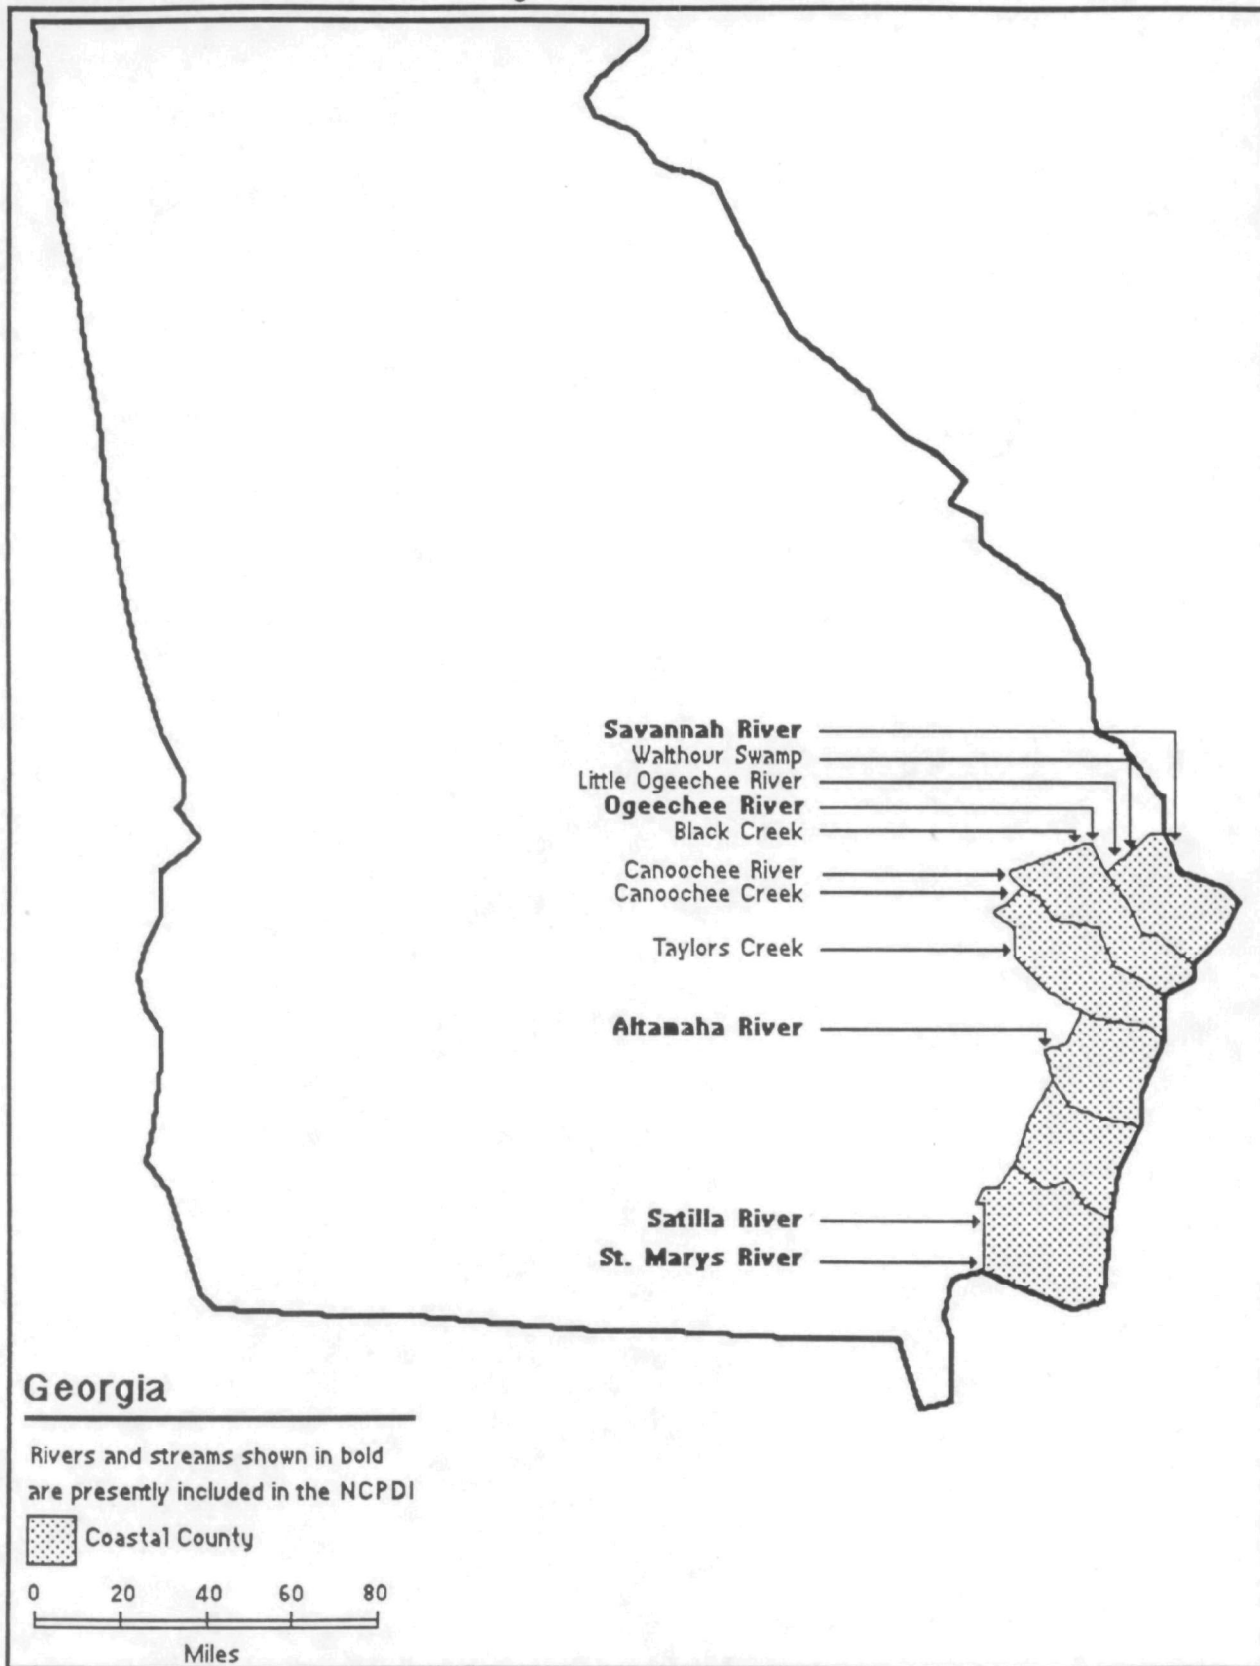 Savannah River
Walthour Swamp
Little Ogeechee River
Ogeechee River
Black Creek
Canoochee River
Canoochee Creek
Taylors Creek
Altamaha River
Satilla River
St. Marys River
Georgia
Rivers and streams shown in bold
are presently included in the NCPDI
Coastal County
0 20 40 60 80
Miles